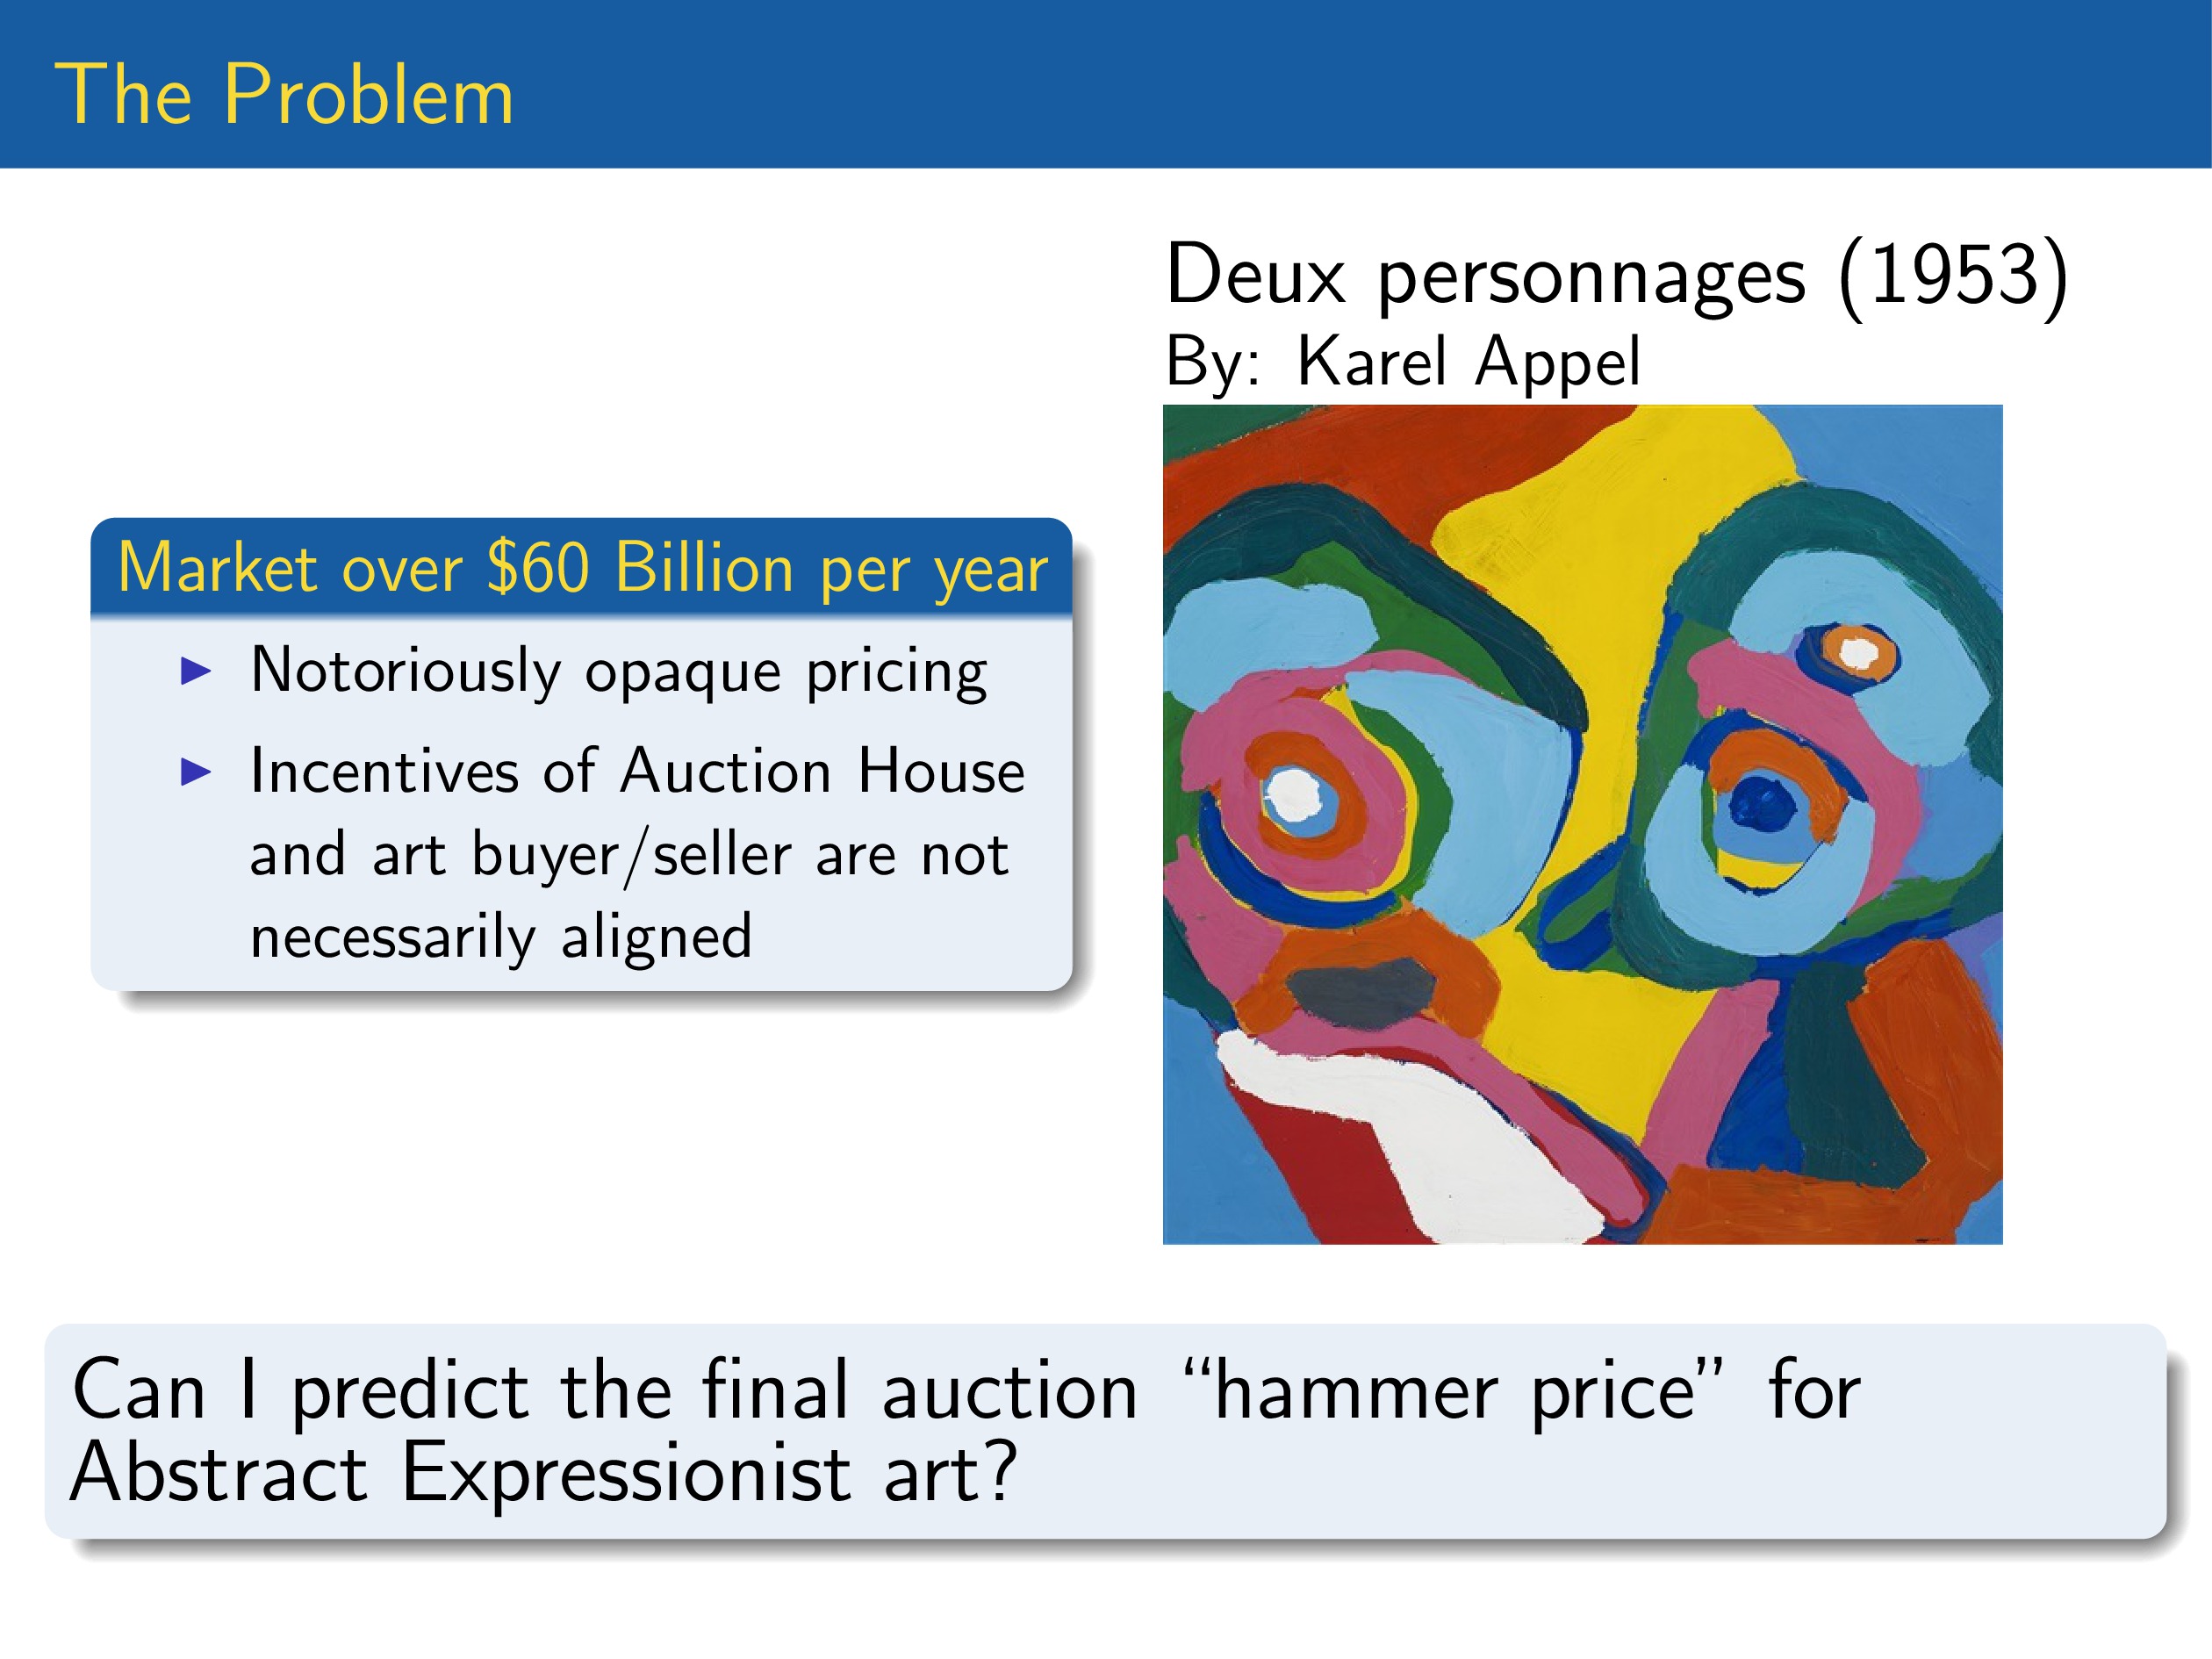 The Problem
Market over $60 Billion per year
▶ Notoriously opaque pricing
▶ Incentives of Auction House
and art buyer/seller are not
necessarily aligned
Deux personnages (1953)
By: Karel Appel
Can I predict the final auction “hammer price” for
Abstract Expressionist art?